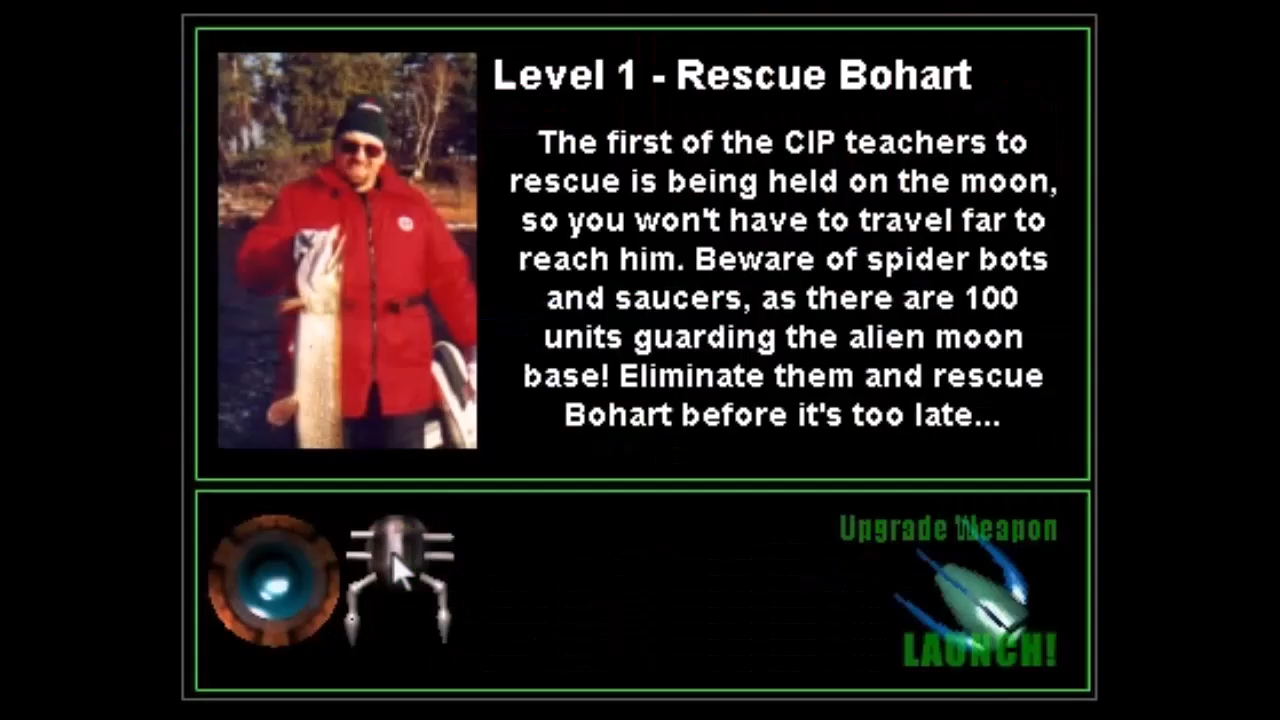 Level 1 - Rescue Bohart
The first of the CIP teachers to
rescue is being held on the moon,
so you won't have to travel far to
reach him. Beware of spider bots
and saucers, as there are 100
units guarding the alien moon
base! Eliminate them and rescue
Bohart before it's too late...
Upgrade Weapon
LAUNCH!